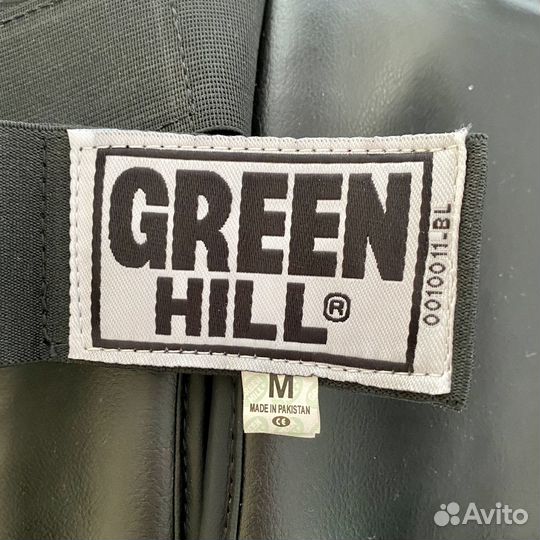 GREEN
HILL®
0010011-BL
M
MADE IN PAKISTAN
CE
Avito